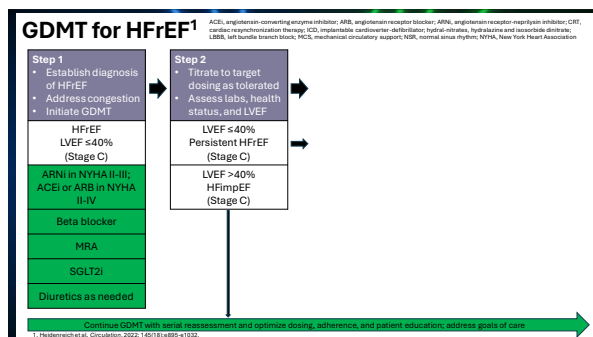 GDMT for HFrEF1
ACEi, angiotensin-converting enzyme inhibitor; ARB, angiotensin receptor blocker; ARNi, angiotensin receptor-neprilysin inhibitor; CRT,
cardiac resynchronization therapy; ICD, implantable cardioverter-defibrillator; hydral-nitrates, hydralazine and isosorbide dinitrate;
LBBB, left bundle branch block; MCS, mechanical circulatory support; NSR, normal sinus rhythm; NYHA, New York Heart Association
Step 1
• Establish diagnosis
of HFrEF
• Address congestion
• Initiate GDMT
HFrEF
LVEF ≤40%
(Stage C)
ARNi in NYHA II-III;
ACEi or ARB in NYHA
II-IV
Beta blocker
MRA
SGLT2i
Diuretics as needed
Step 2
• Titrate to target
dosing as tolerated
• Assess labs, health
status, and LVEF
LVEF ≤40%
Persistent HFrEF
(Stage C)
LVEF >40%
HFimpEF
(Stage C)
Continue GDMT with serial reassessment and optimize dosing, adherence, and patient education; address goals of care
1. Heidenreich et al. Circulation. 2022; 145(18):e895-e1032.